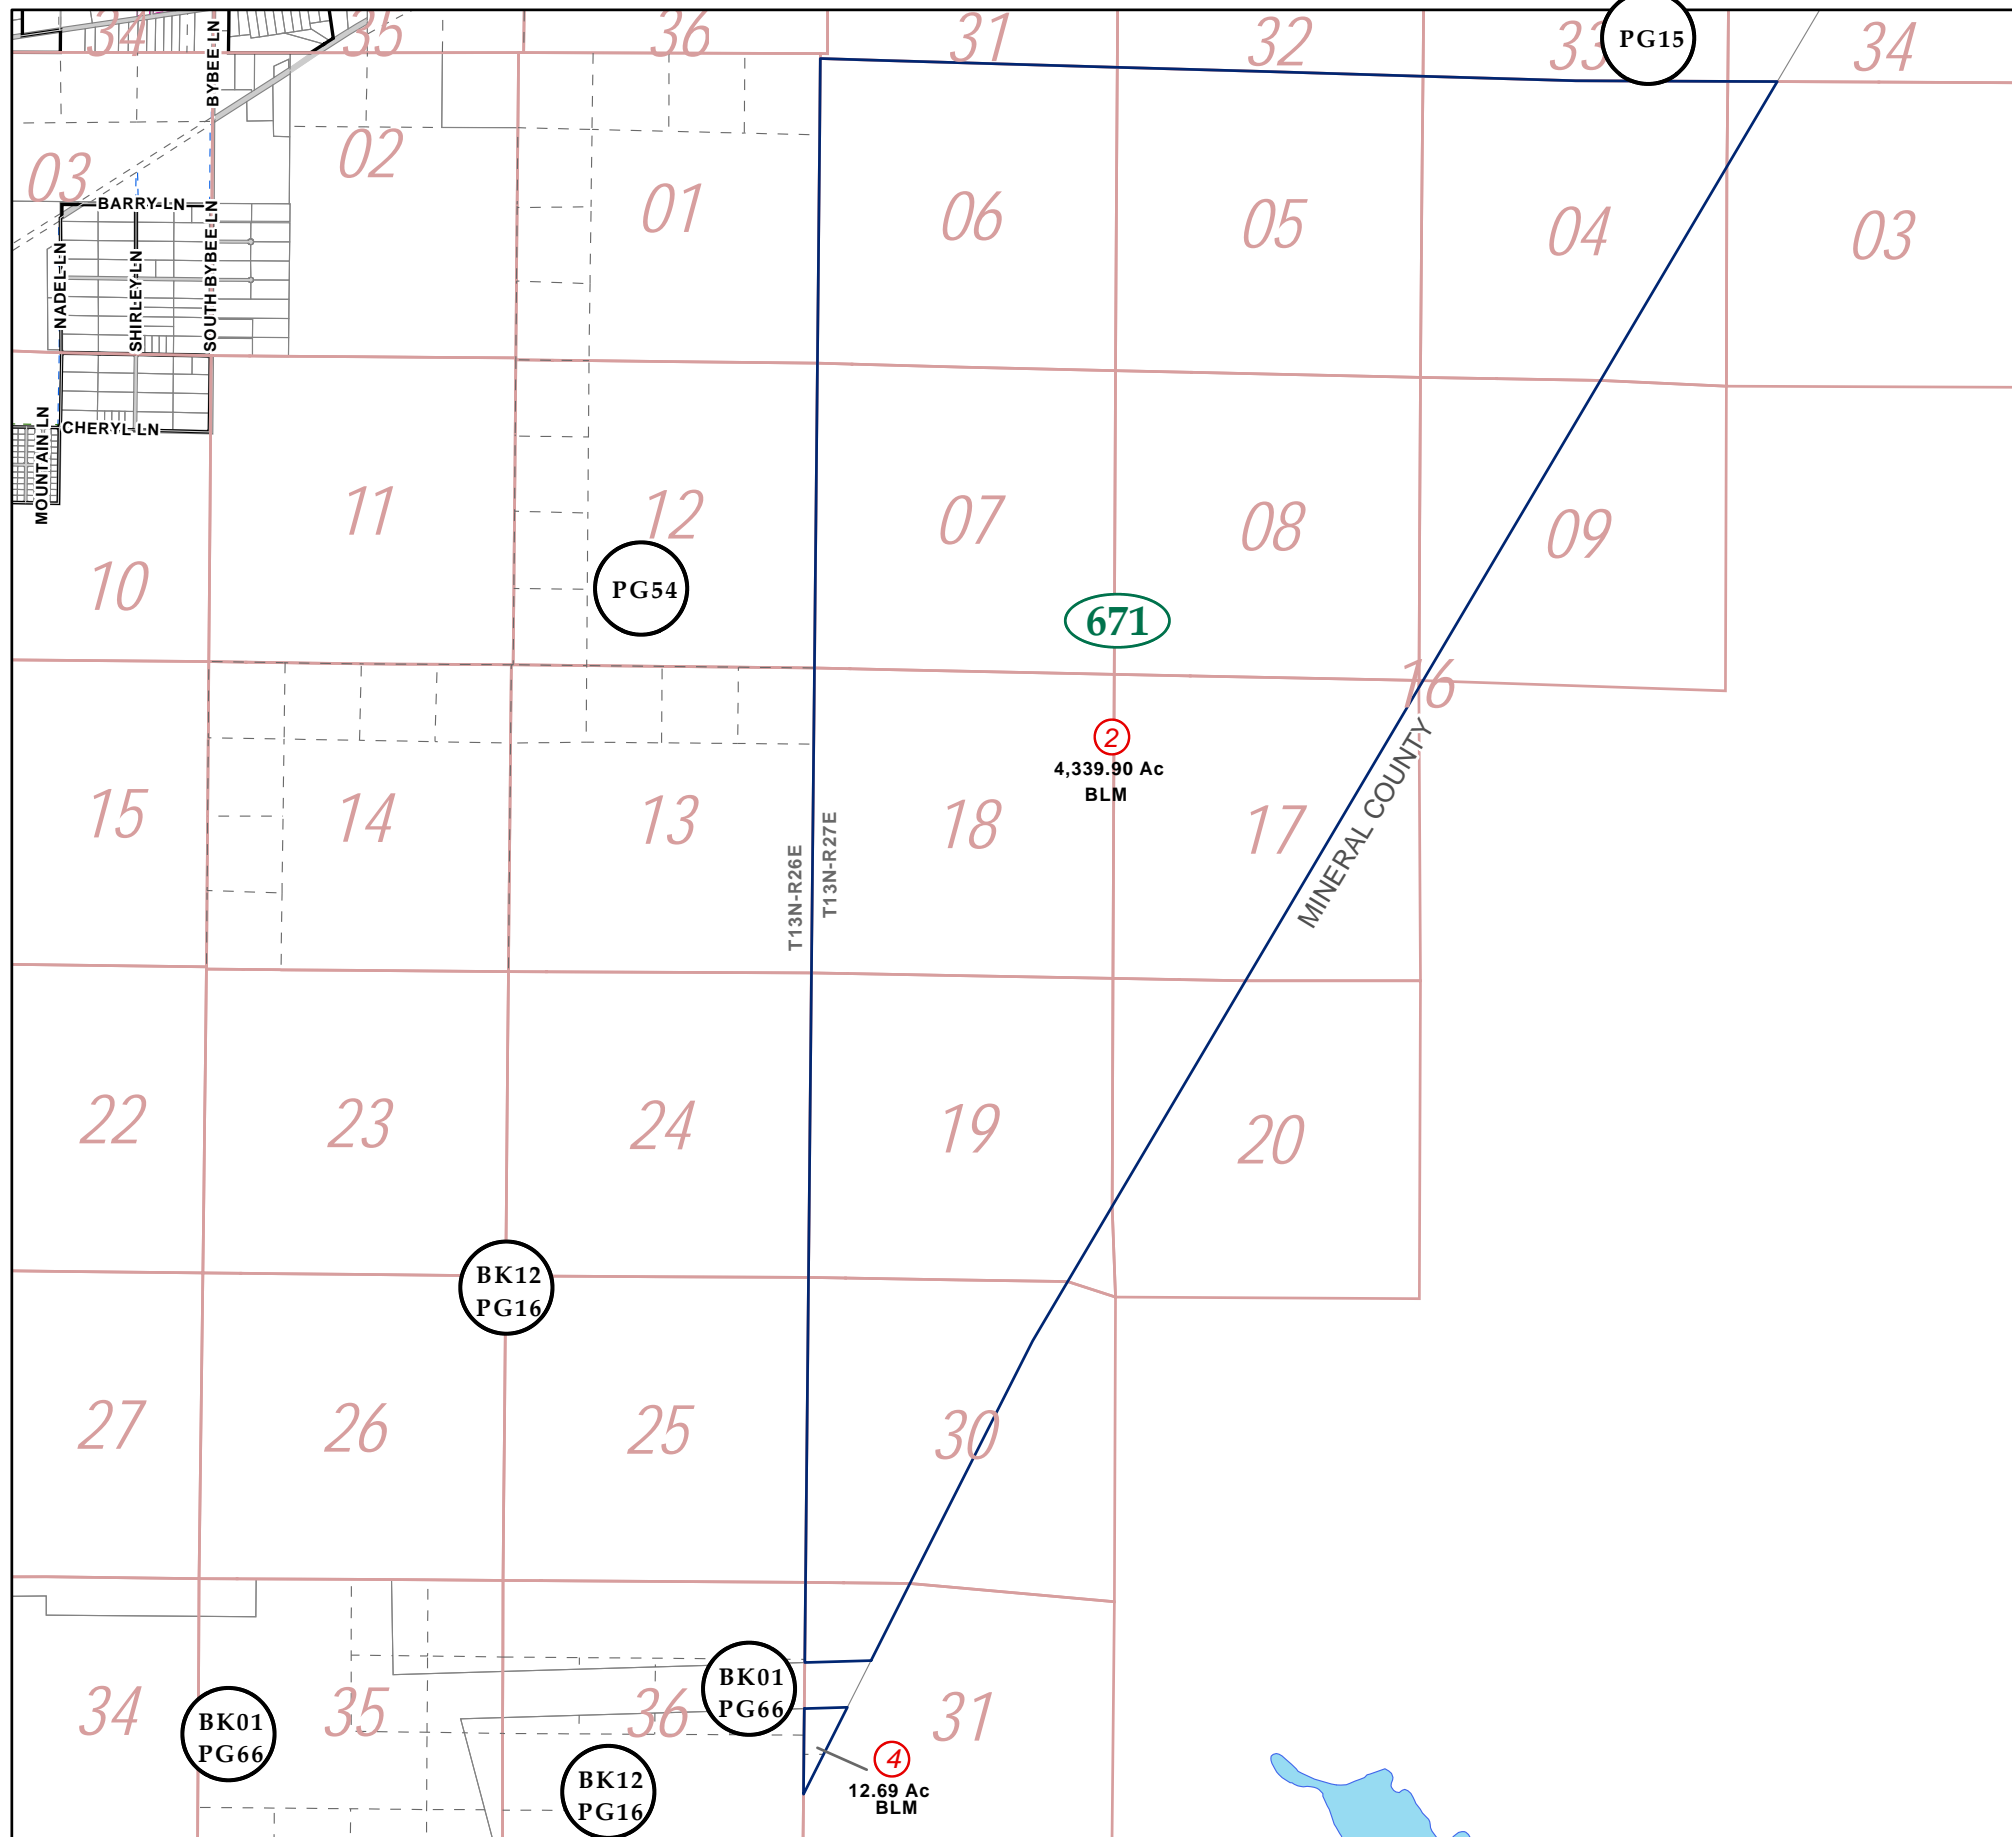 34
35
36
31
32
33
PG15
34
BYBEE LN
03
02
01
06
05
04
03
BARRY LN
NADEL LN
SHIRLEY LN
SOUTH BYBEE LN
MOUNTAIN LN
CHERYL LN
10
11
12
07
08
09
PG54
671
16
2
4,339.90 Ac
BLM
MINERAL COUNTY
15
14
13
18
17
T13N-R26E
T13N-R27E
22
23
24
19
20
BK12
PG16
27
26
25
30
34
BK01
PG66
35
36
BK01
PG66
31
BK12
PG16
4
12.69 Ac
BLM